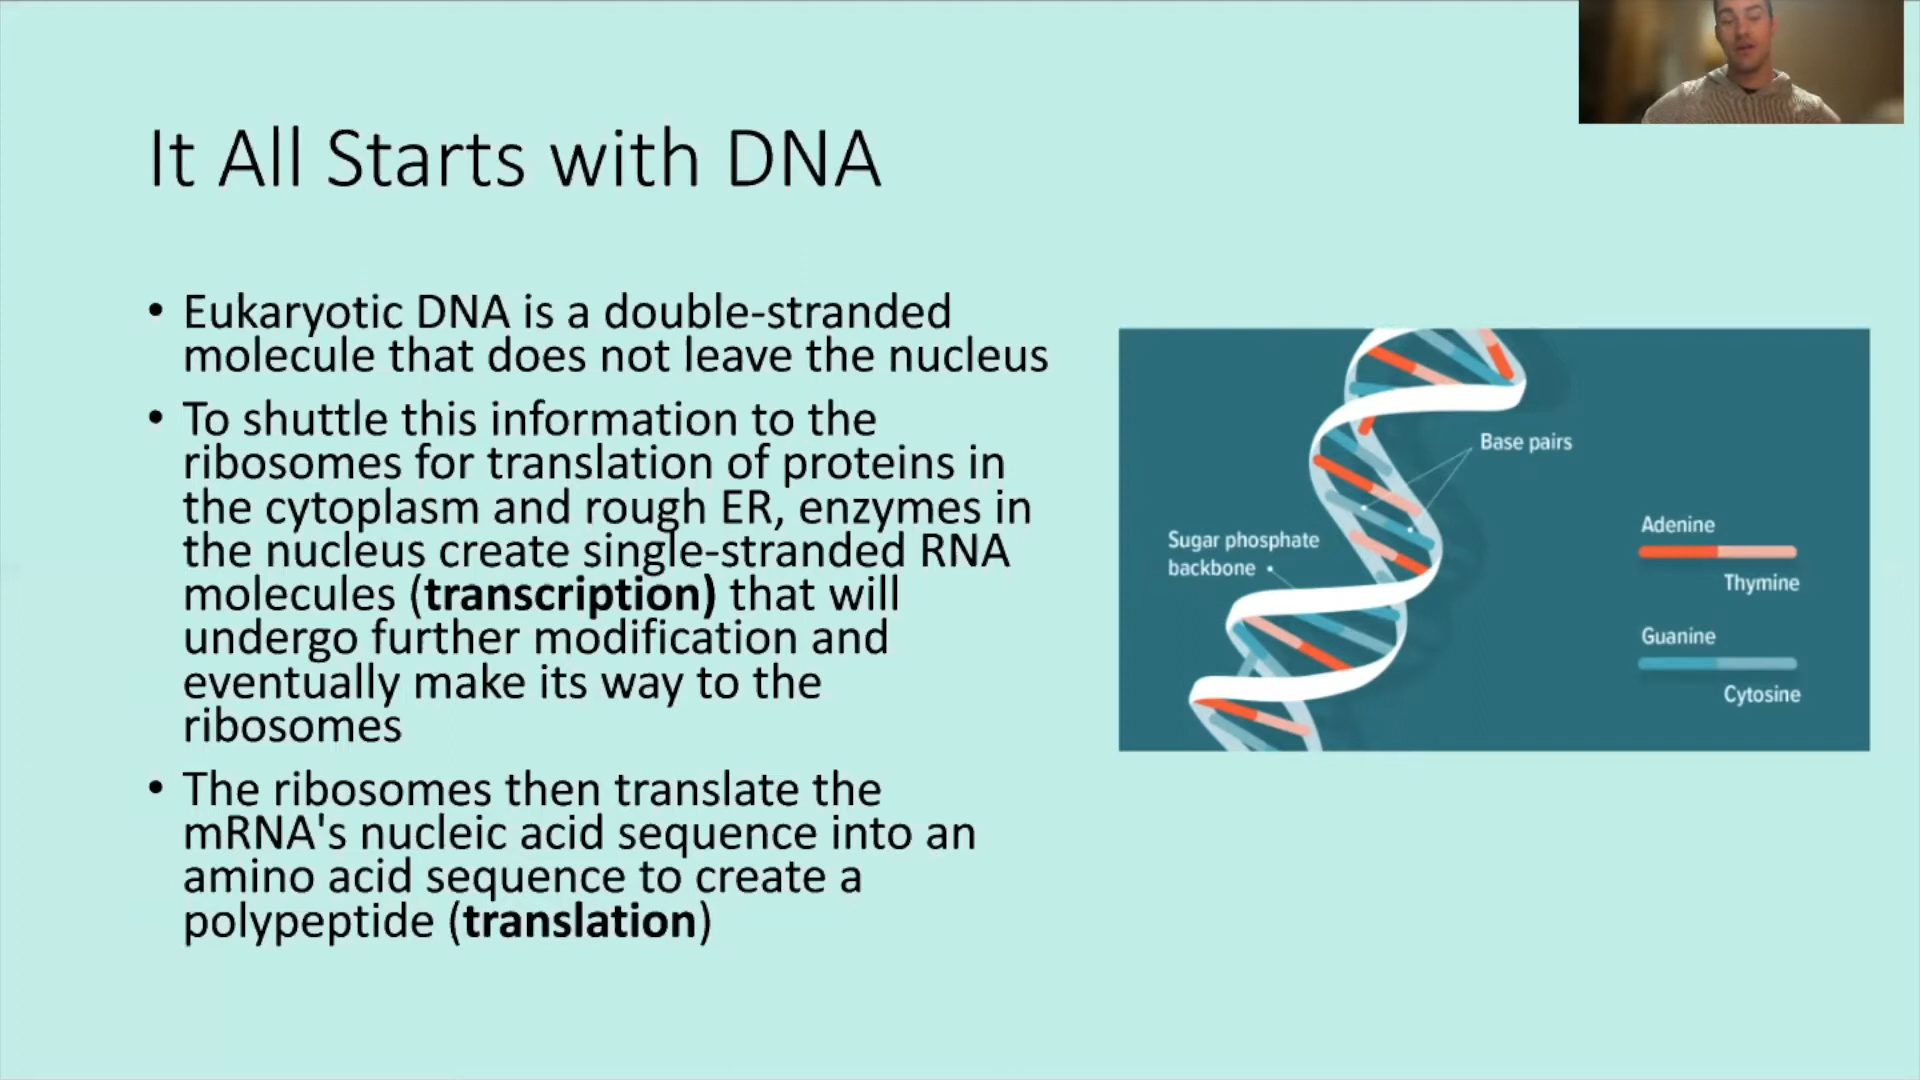 It All Starts with DNA
• Eukaryotic DNA is a double-stranded
molecule that does not leave the nucleus
• To shuttle this information to the
ribosomes for translation of proteins in
the cytoplasm and rough ER, enzymes in
the nucleus create single-stranded RNA
molecules (transcription) that will
undergo further modification and
eventually make its way to the
ribosomes
• The ribosomes then translate the
mRNA's nucleic acid sequence into an
amino acid sequence to create a
polypeptide (translation)
Base pairs
Sugar phosphate
backbone
Adenine
Thymine
Guanine
Cytosine